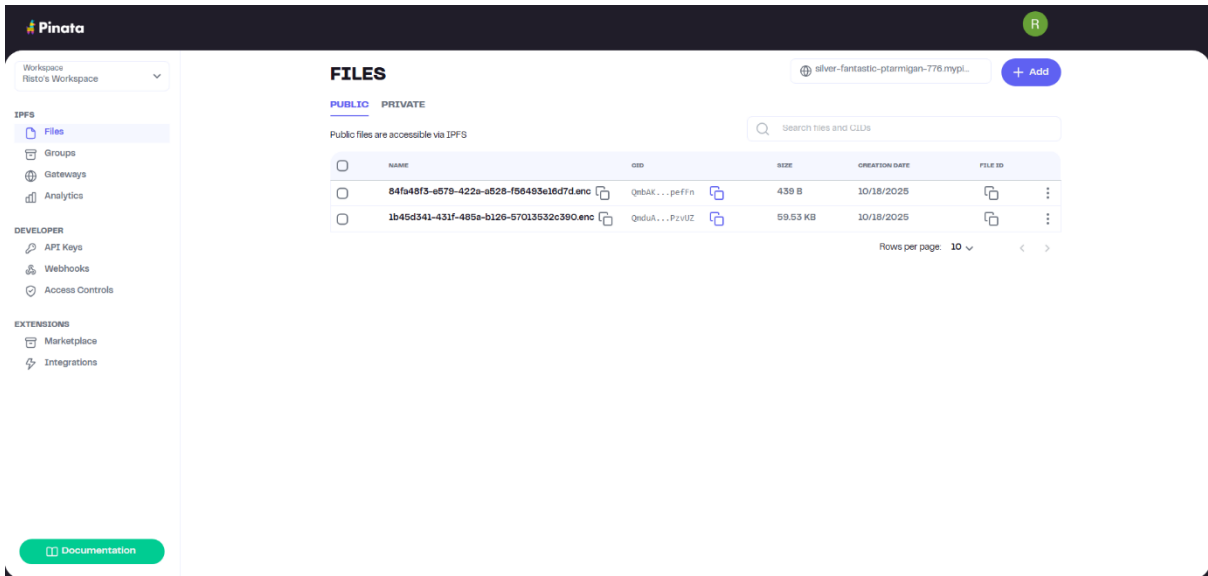 Pinata
R
Workspace
Risto's Workspace
IPFS
Files
Groups
Gateways
Analytics
DEVELOPER
API Keys
Webhooks
Access Controls
EXTENSIONS
Marketplace
Integrations
Documentation
FILES
silver-fantastic-ptarmigan-776.mypi...
+ Add
PUBLIC PRIVATE
Public files are accessible via IPFS
Search files and CIDs
NAME CID SIZE CREATION DATE FILE ID
84fa48f3-e579-422a-a528-f56493e16d7d.enc QmbAK...pefFn 439 B 10/18/2025
1b45d341-431f-485a-b126-57013532c390.enc QmduA...PzvUZ 59.53 KB 10/18/2025
Rows per page: 10